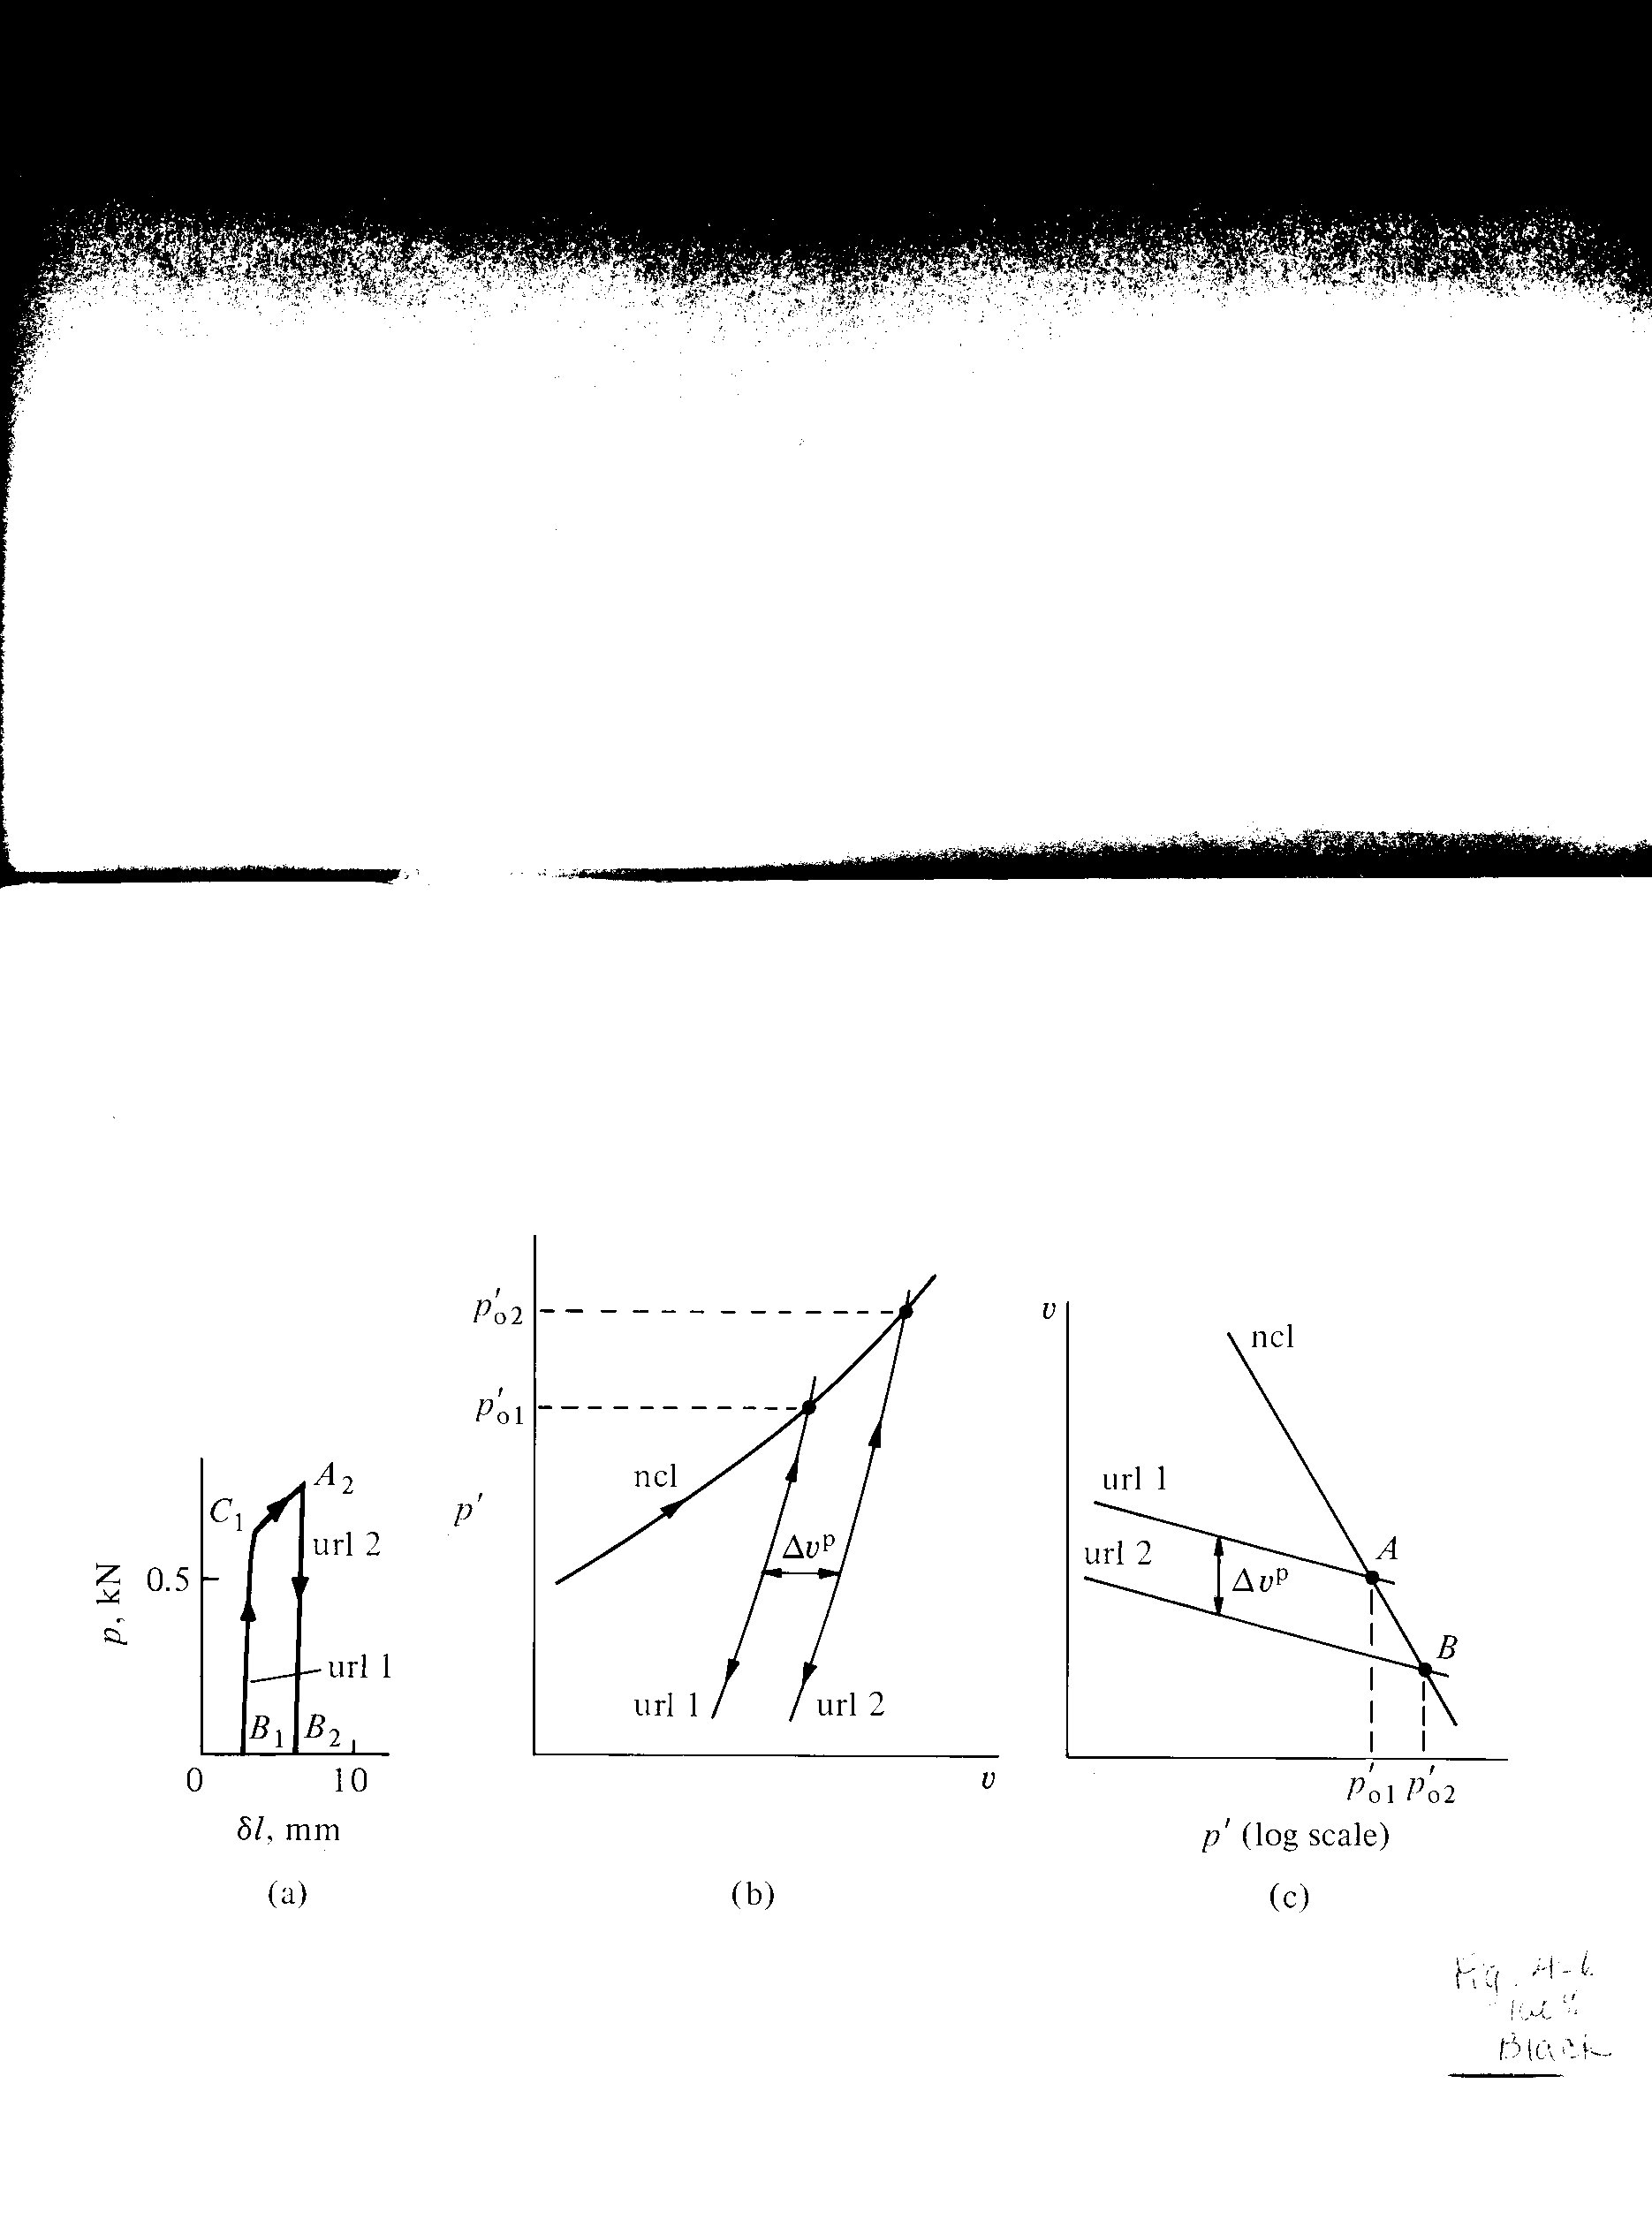 A₂
C₁
url 2
p, kN
0.5
url 1
B₁
B₂
0
10
δl, mm
(a)
p′o2
p′o1
ncl
p′
Δvᵖ
url 1
url 2
v
(b)
v
ncl
url 1
A
url 2
Δvᵖ
B
p′o1 p′o2
p′ (log scale)
(c)
Fig.
Black